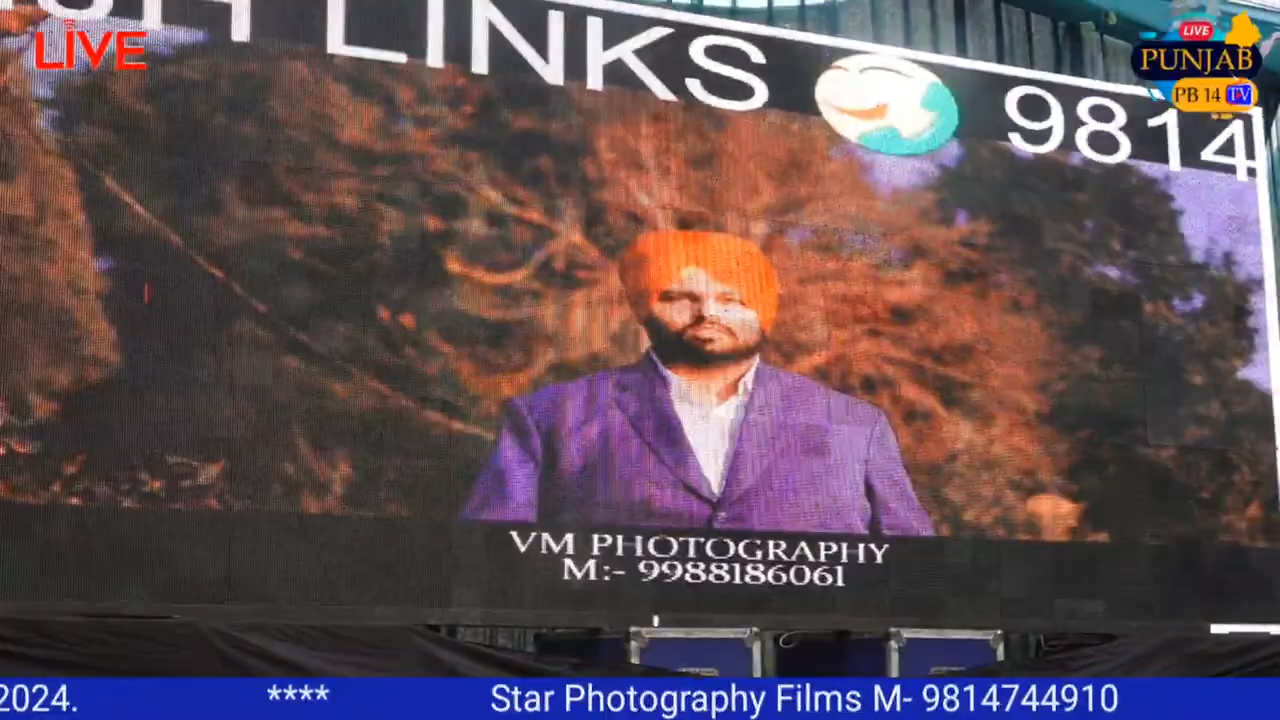 LIVE
LINKS 9814
LIVE
PUNJAB
PB 14 TV
VM PHOTOGRAPHY
M:- 9988186061
2024. **** Star Photography Films M- 9814744910